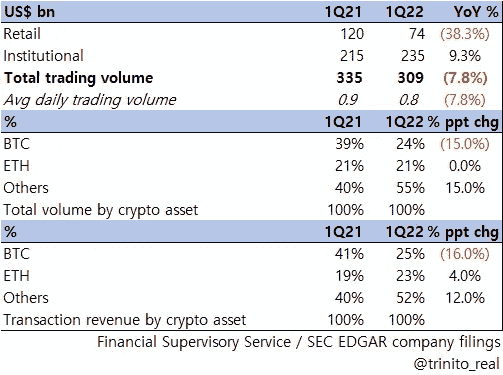 US$ bn 1Q21 1Q22 YoY %
Retail 120 74 (38.3%)
Institutional 215 235 9.3%
Total trading volume 335 309 (7.8%)
Avg daily trading volume 0.9 0.8 (7.8%)
% 1Q21 1Q22 % ppt chg
BTC 39% 24% (15.0%)
ETH 21% 21% 0.0%
Others 40% 55% 15.0%
Total volume by crypto asset 100% 100%
% 1Q21 1Q22 % ppt chg
BTC 41% 25% (16.0%)
ETH 19% 23% 4.0%
Others 40% 52% 12.0%
Transaction revenue by crypto asset 100% 100%
Financial Supervisory Service / SEC EDGAR company filings
@trinito_real